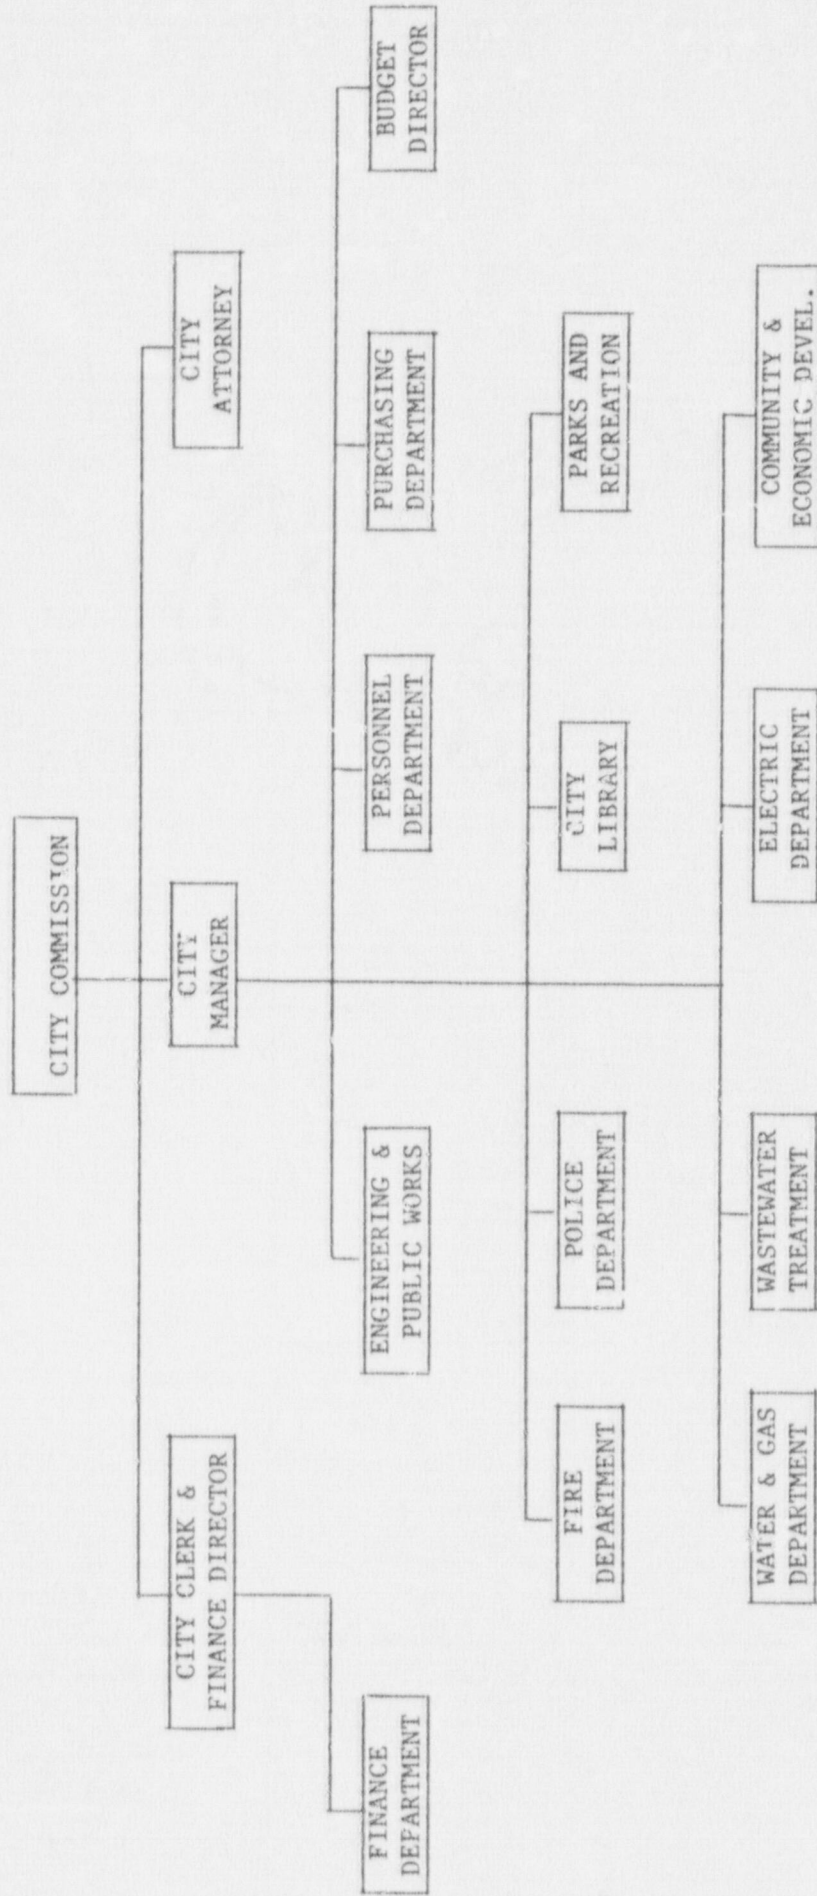 CITY COMMISSION
CITY CLERK &
FINANCE DIRECTOR
CITY
MANAGER
CITY
ATTORNEY
FINANCE
DEPARTMENT
ENGINEERING &
PUBLIC WORKS
PERSONNEL
DEPARTMENT
PURCHASING
DEPARTMENT
BUDGET
DIRECTOR
FIRE
DEPARTMENT
POLICE
DEPARTMENT
CITY
LIBRARY
PARKS AND
RECREATION
WATER & GAS
DEPARTMENT
WASTEWATER
TREATMENT
ELECTRIC
DEPARTMENT
COMMUNITY &
ECONOMIC DEVEL.